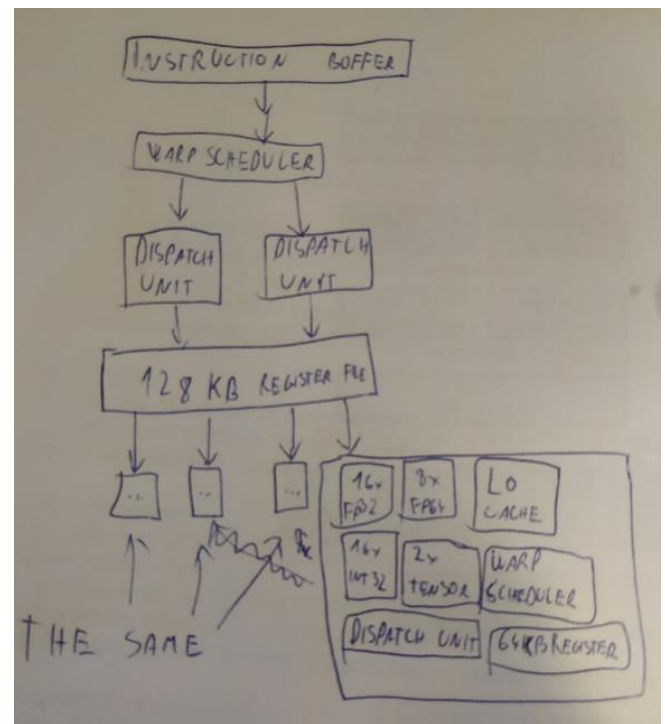 INSTRUCTION BUFFER
WARP SCHEDULER
DISPATCH
UNIT
DISPATCH
UNIT
128 KB REGISTER FILE
...
...
...
16x
FP32
8x
FP64
L0
CACHE
16x
INT32
2x
TENSOR
WARP
SCHEDULER
DISPATCH UNIT
64KB REGISTER
THE SAME